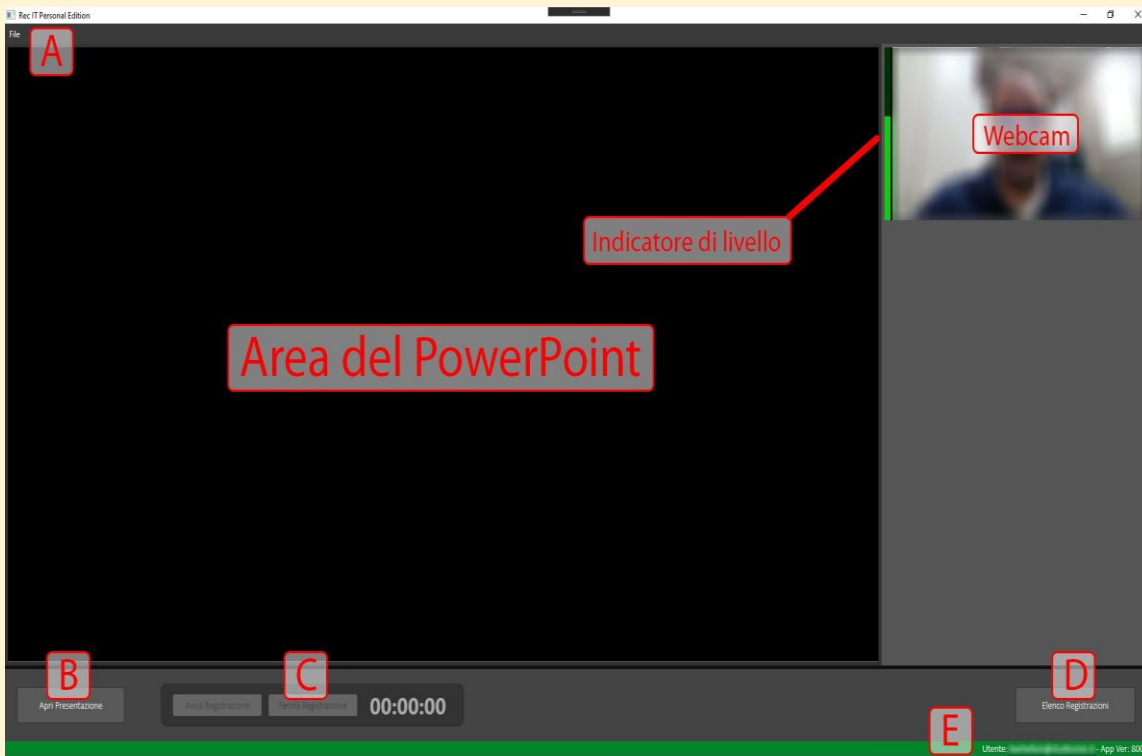 Rec IT Personal Edition
File
A
Webcam
Indicatore di livello
Area del PowerPoint
B
C
D
Apri Presentazione
Avvia Registrazione
Ferma Registrazione
00:00:00
Elenco Registrazioni
E
Utente: - App Ver: 800